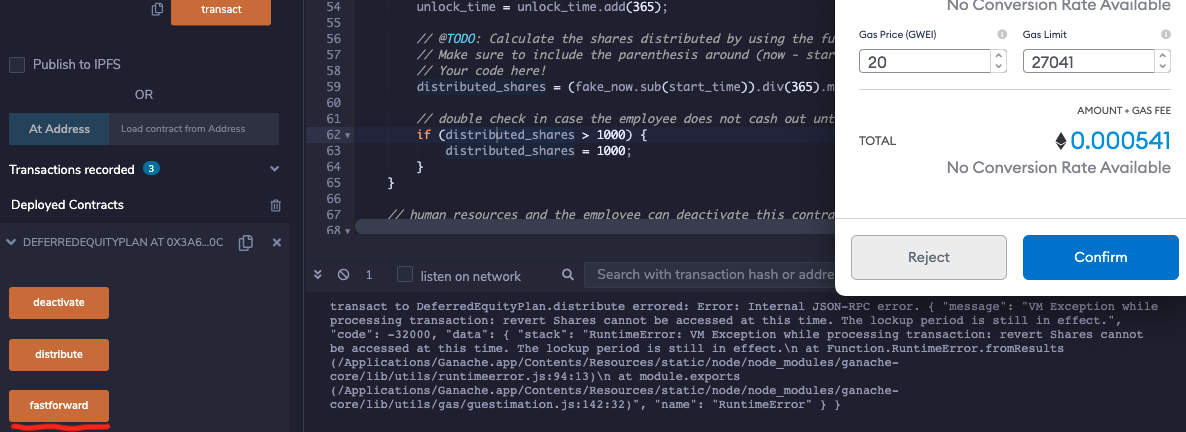 transact
Publish to IPFS
OR
At Address
Load contract from Address
Transactions recorded 3
Deployed Contracts
DEFERREDEQUITYPLAN AT 0X3A6...0C
deactivate
distribute
fastforward
54 unlock_time = unlock_time.add(365);
55
56 // @TODO: Calculate the shares distributed by using the fu
57 // Make sure to include the parenthesis around (now - star
58 // Your code here!
59 distributed_shares = (fake_now.sub(start_time)).div(365).m
60
61 // double check in case the employee does not cash out unt
62 if (distributed_shares > 1000) {
63 distributed_shares = 1000;
64 }
65 }
66
67 // human resources and the employee can deactivate this contra
68
1
listen on network
Search with transaction hash or addre
transact to DeferredEquityPlan.distribute errored: Error: Internal JSON-RPC error. { "message": "VM Exception while
processing transaction: revert Shares cannot be accessed at this time. The lockup period is still in effect.",
"code": -32000, "data": { "stack": "RuntimeError: VM Exception while processing transaction: revert Shares cannot
be accessed at this time. The lockup period is still in effect.\n at Function.RuntimeError.fromResults
(/Applications/Ganache.app/Contents/Resources/static/node/node_modules/ganache-
core/lib/utils/runtimeerror.js:94:13)\n at module.exports
(/Applications/Ganache.app/Contents/Resources/static/node/node_modules/ganache-
core/lib/utils/gas/guestimation.js:142:32)", "name": "RuntimeError" } }
No Conversion Rate Available
Gas Price (GWEI)
Gas Limit
20
27041
AMOUNT + GAS FEE
TOTAL
0.000541
No Conversion Rate Available
Reject
Confirm